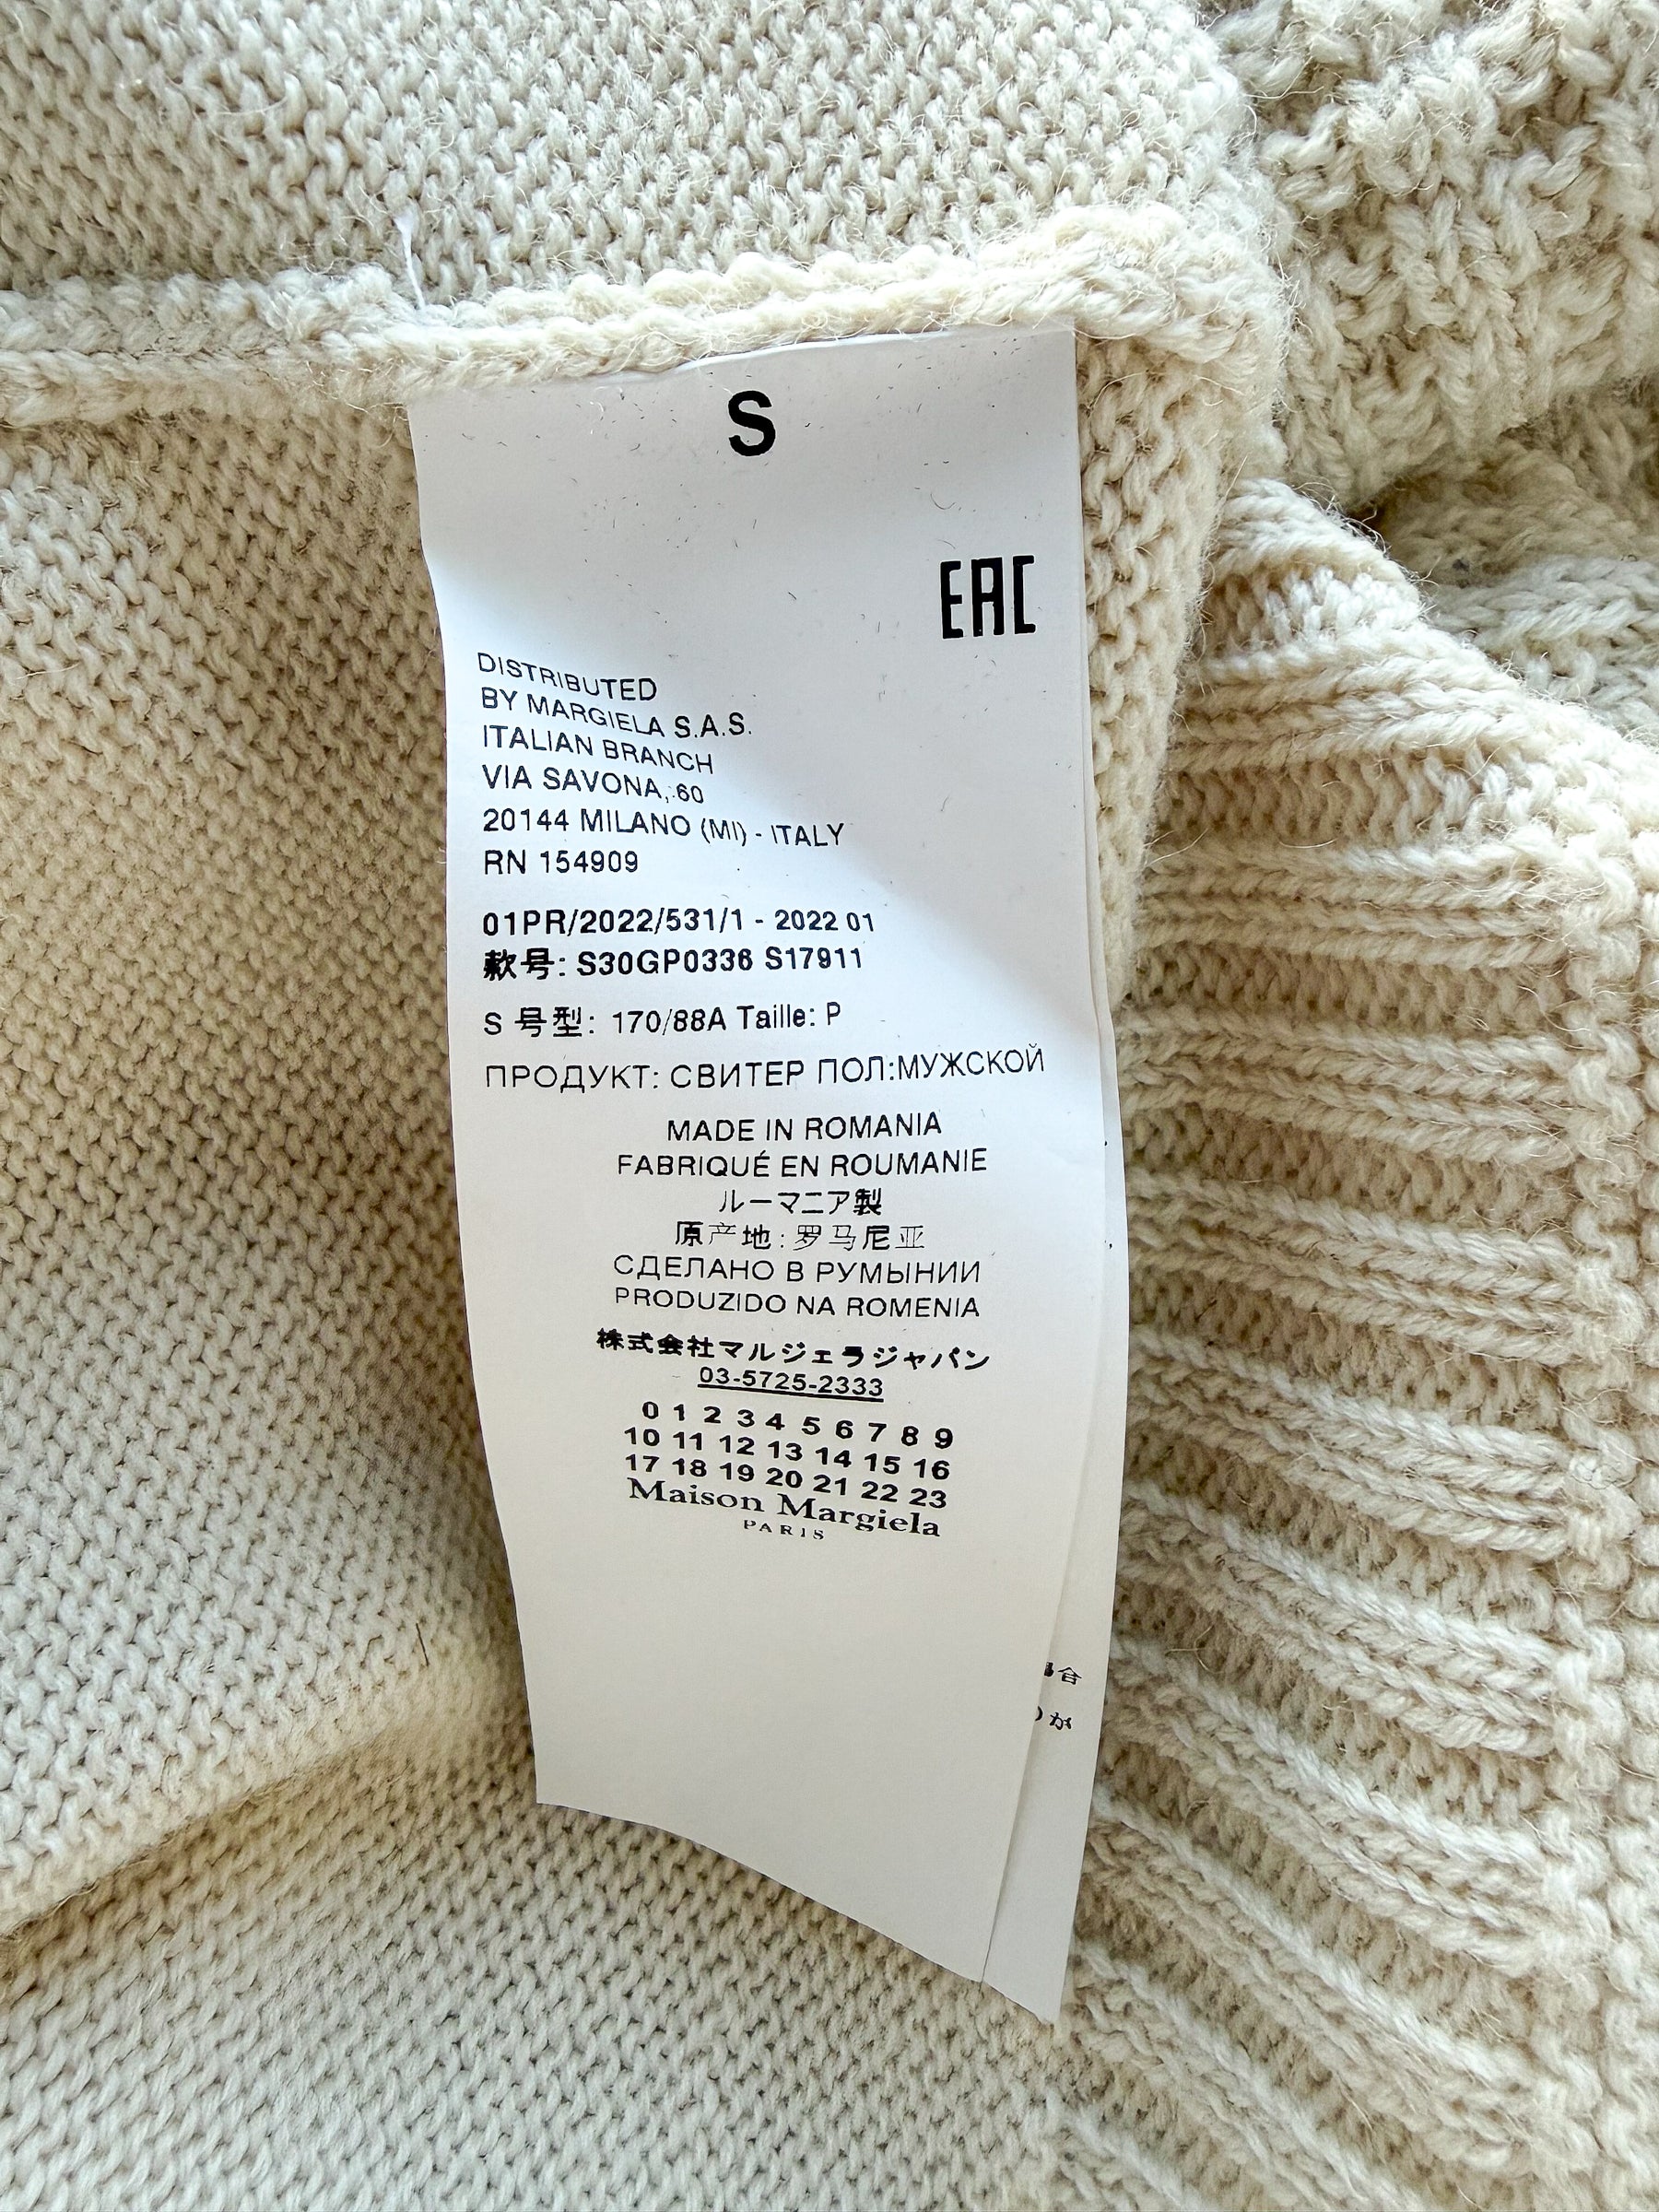 S
EAC
DISTRIBUTED
BY MARGIELA S.A.S.
ITALIAN BRANCH
VIA SAVONA, 60
20144 MILANO (MI) - ITALY
RN 154909
01PR/2022/531/1 - 2022 01
款号: S30GP0336 S17911
S 号型: 170/88A Taille: P
ПРОДУКТ: СВИТЕР ПОЛ:МУЖСКОЙ
MADE IN ROMANIA
FABRIQUÉ EN ROUMANIE
ルーマニア製
原产地:罗马尼亚
СДЕЛАНО В РУМЫНИИ
PRODUZIDO NA ROMENIA
株式会社マルジェラジャパン
03-5725-2333
0 1 2 3 4 5 6 7 8 9
10 11 12 13 14 15 16
17 18 19 20 21 22 23
Maison Margiela
PARIS
合
が